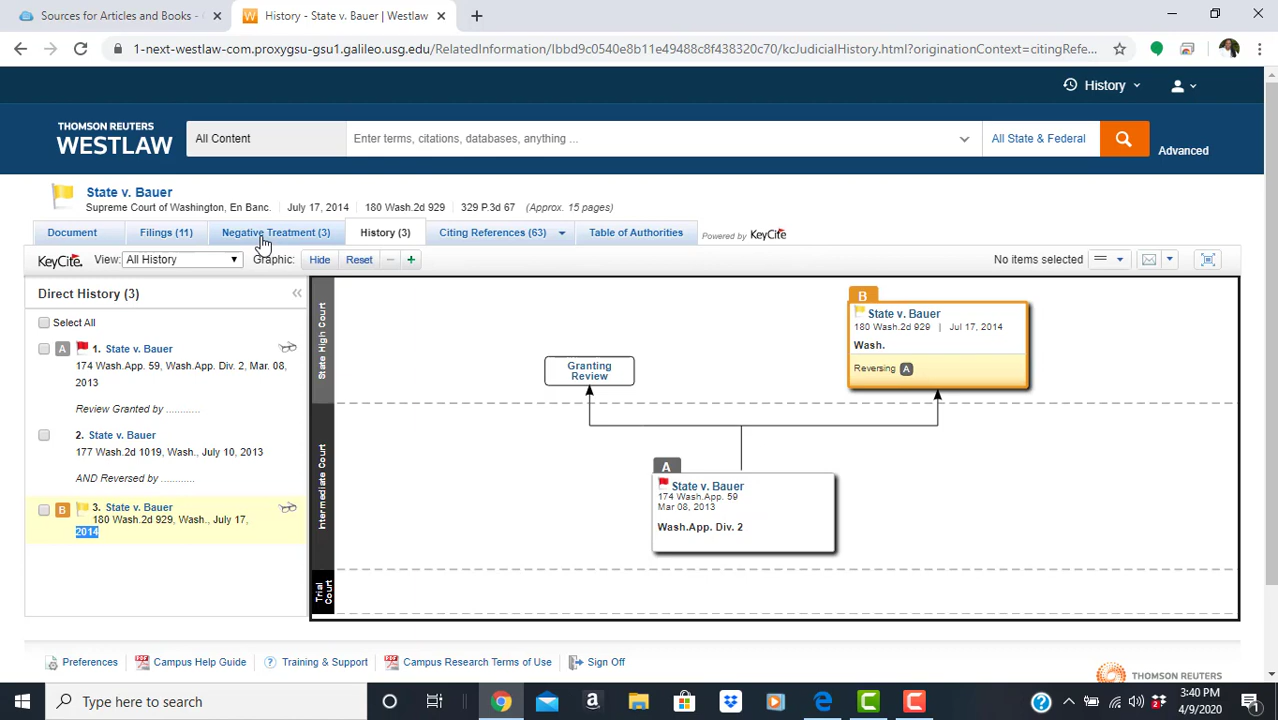 Sources for Articles and Books -
History - State v. Bauer | Westlaw
1-next-westlaw-com.proxygsu-gsu1.galileo.usg.edu/RelatedInformation/Ibbd9c0540e8b11e49488c8f438320c70/kcJudicialHistory.html?originationContext=citingRefe...
History
THOMSON REUTERS
WESTLAW
All Content
Enter terms, citations, databases, anything ...
All State & Federal
Advanced
State v. Bauer
Supreme Court of Washington, En Banc. July 17, 2014 180 Wash.2d 929 329 P.3d 67 (Approx. 15 pages)
Document Filings (11) Negative Treatment (3) History (3) Citing References (63) Table of Authorities Powered by KeyCite
KeyCite. View: All History Graphic: Hide Reset No items selected
Direct History (3)
Select All
A 1. State v. Bauer
174 Wash.App. 59, Wash.App. Div. 2, Mar. 08,
2013
Review Granted by ............
2. State v. Bauer
177 Wash.2d 1019, Wash., July 10, 2013
AND Reversed by ............
B 3. State v. Bauer
180 Wash.2d 929, Wash., July 17,
2014
State High Court
Intermediate Court
Trial Court
Granting
Review
B
State v. Bauer
180 Wash.2d 929 | Jul 17, 2014
Wash.
Reversing A
A
State v. Bauer
174 Wash.App. 59
Mar 08, 2013
Wash.App. Div. 2
Preferences Campus Help Guide Training & Support Campus Research Terms of Use Sign Off
THOMSON REUTERS
Type here to search
3:40 PM
4/9/2020